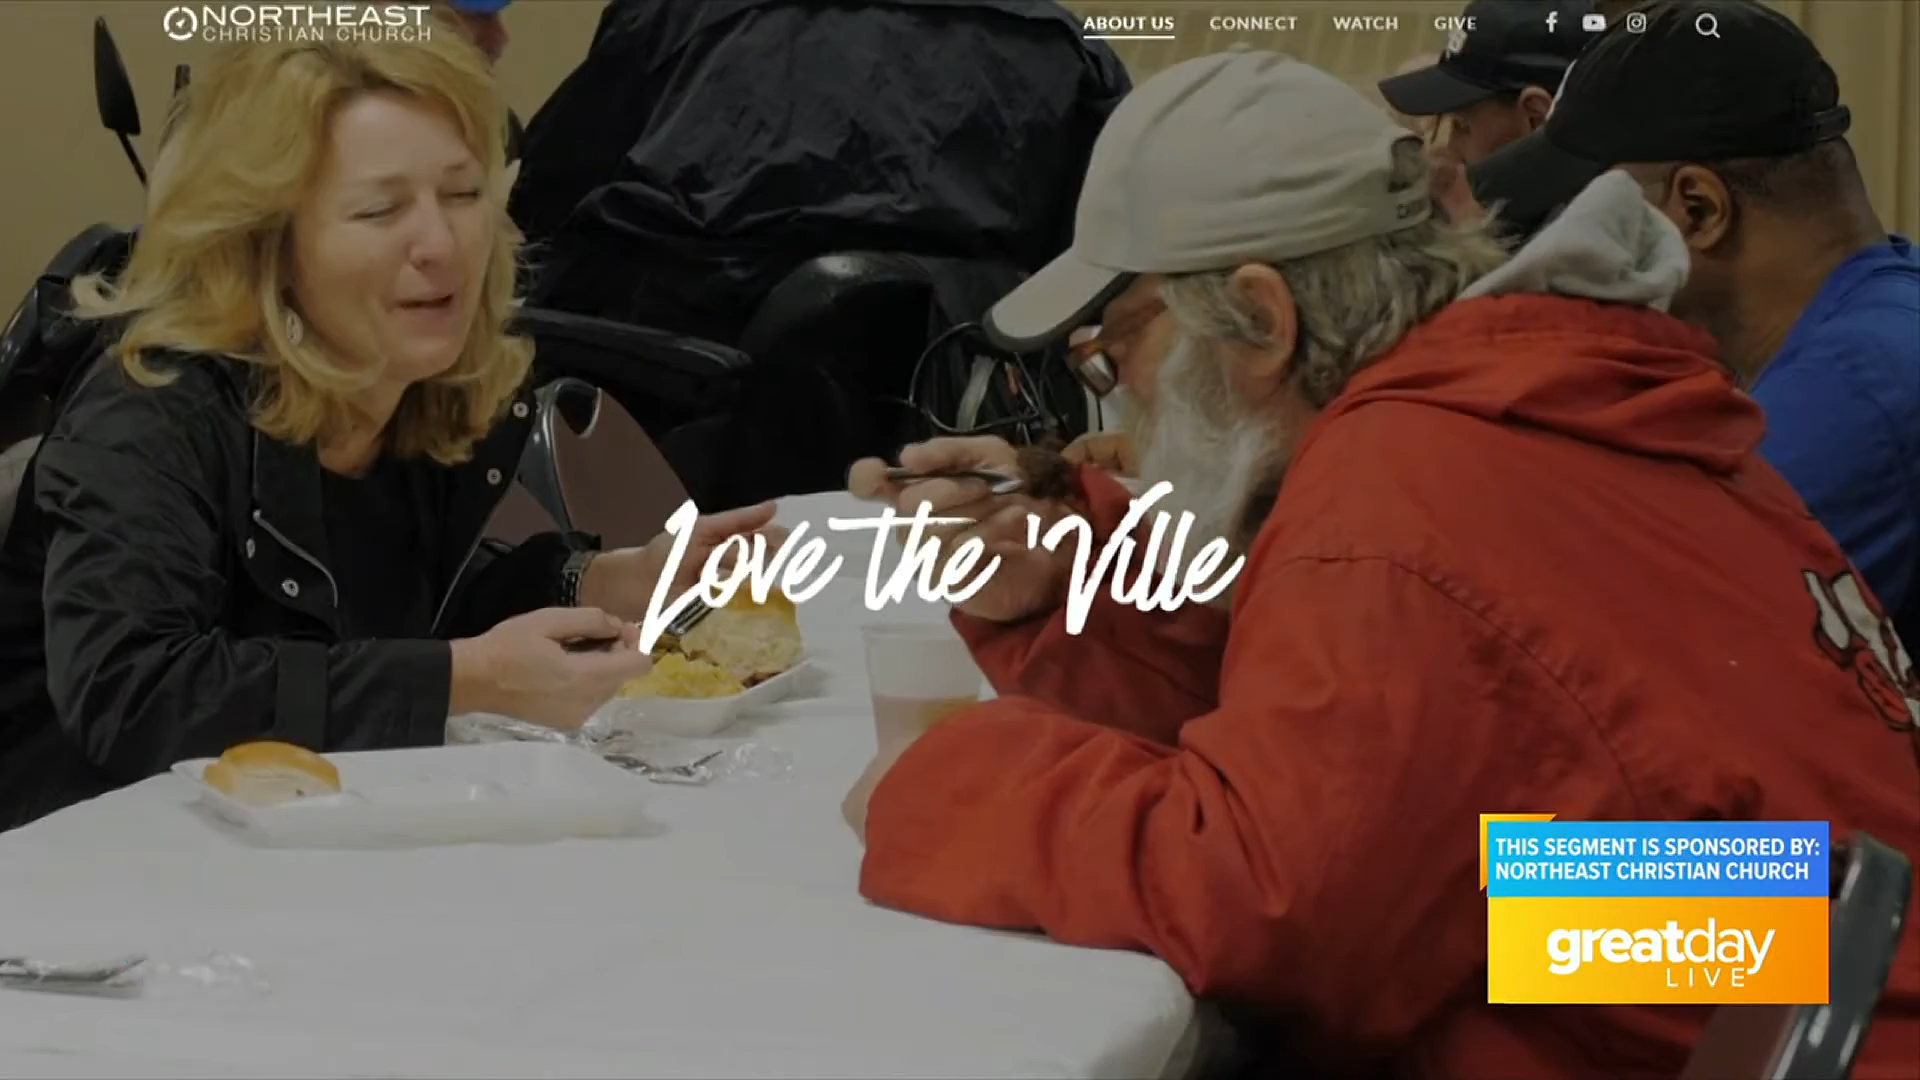 NORTHEAST
CHRISTIAN CHURCH
ABOUT US
CONNECT
WATCH
GIVE
Love the 'Ville
THIS SEGMENT IS SPONSORED BY:
NORTHEAST CHRISTIAN CHURCH
greatday
LIVE